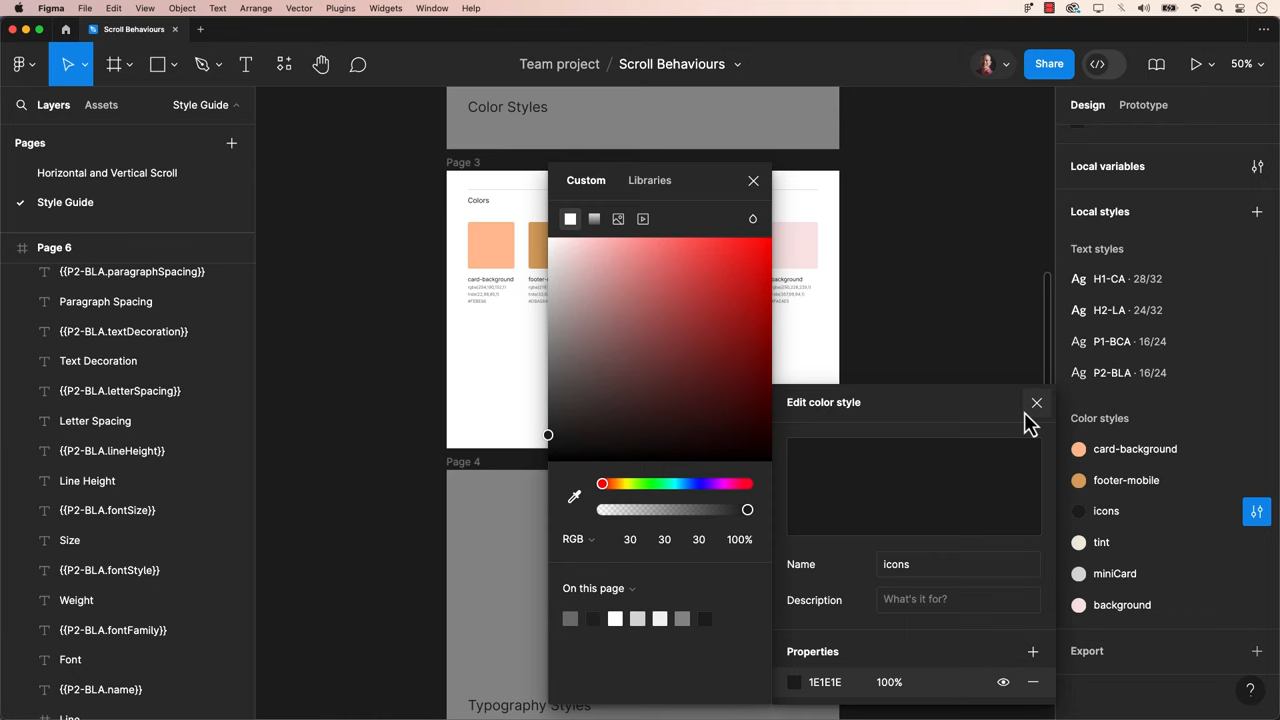 Figma File Edit View Object Text Arrange Vector Plugins Widgets Window Help
Scroll Behaviours
Team project / Scroll Behaviours
Share
50%
Layers Assets Style Guide
Pages
Horizontal and Vertical Scroll
Style Guide
Page 6
{{P2-BLA.paragraphSpacing}}
Paragraph Spacing
{{P2-BLA.textDecoration}}
Text Decoration
{{P2-BLA.letterSpacing}}
Letter Spacing
{{P2-BLA.lineHeight}}
Line Height
{{P2-BLA.fontSize}}
Size
{{P2-BLA.fontStyle}}
Weight
{{P2-BLA.fontFamily}}
Font
{{P2-BLA.name}}
Line
Color Styles
Page 3
Colors
card-background
Page 4
Typography Styles
Custom Libraries
RGB 30 30 30 100%
On this page
Edit color style
Name icons
Description What's it for?
Properties
1E1E1E 100%
Design Prototype
Local variables
Local styles
Text styles
Ag H1-CA · 28/32
Ag H2-LA · 24/32
Ag P1-BCA · 16/24
Ag P2-BLA · 16/24
Color styles
card-background
footer-mobile
icons
tint
miniCard
background
Export
?